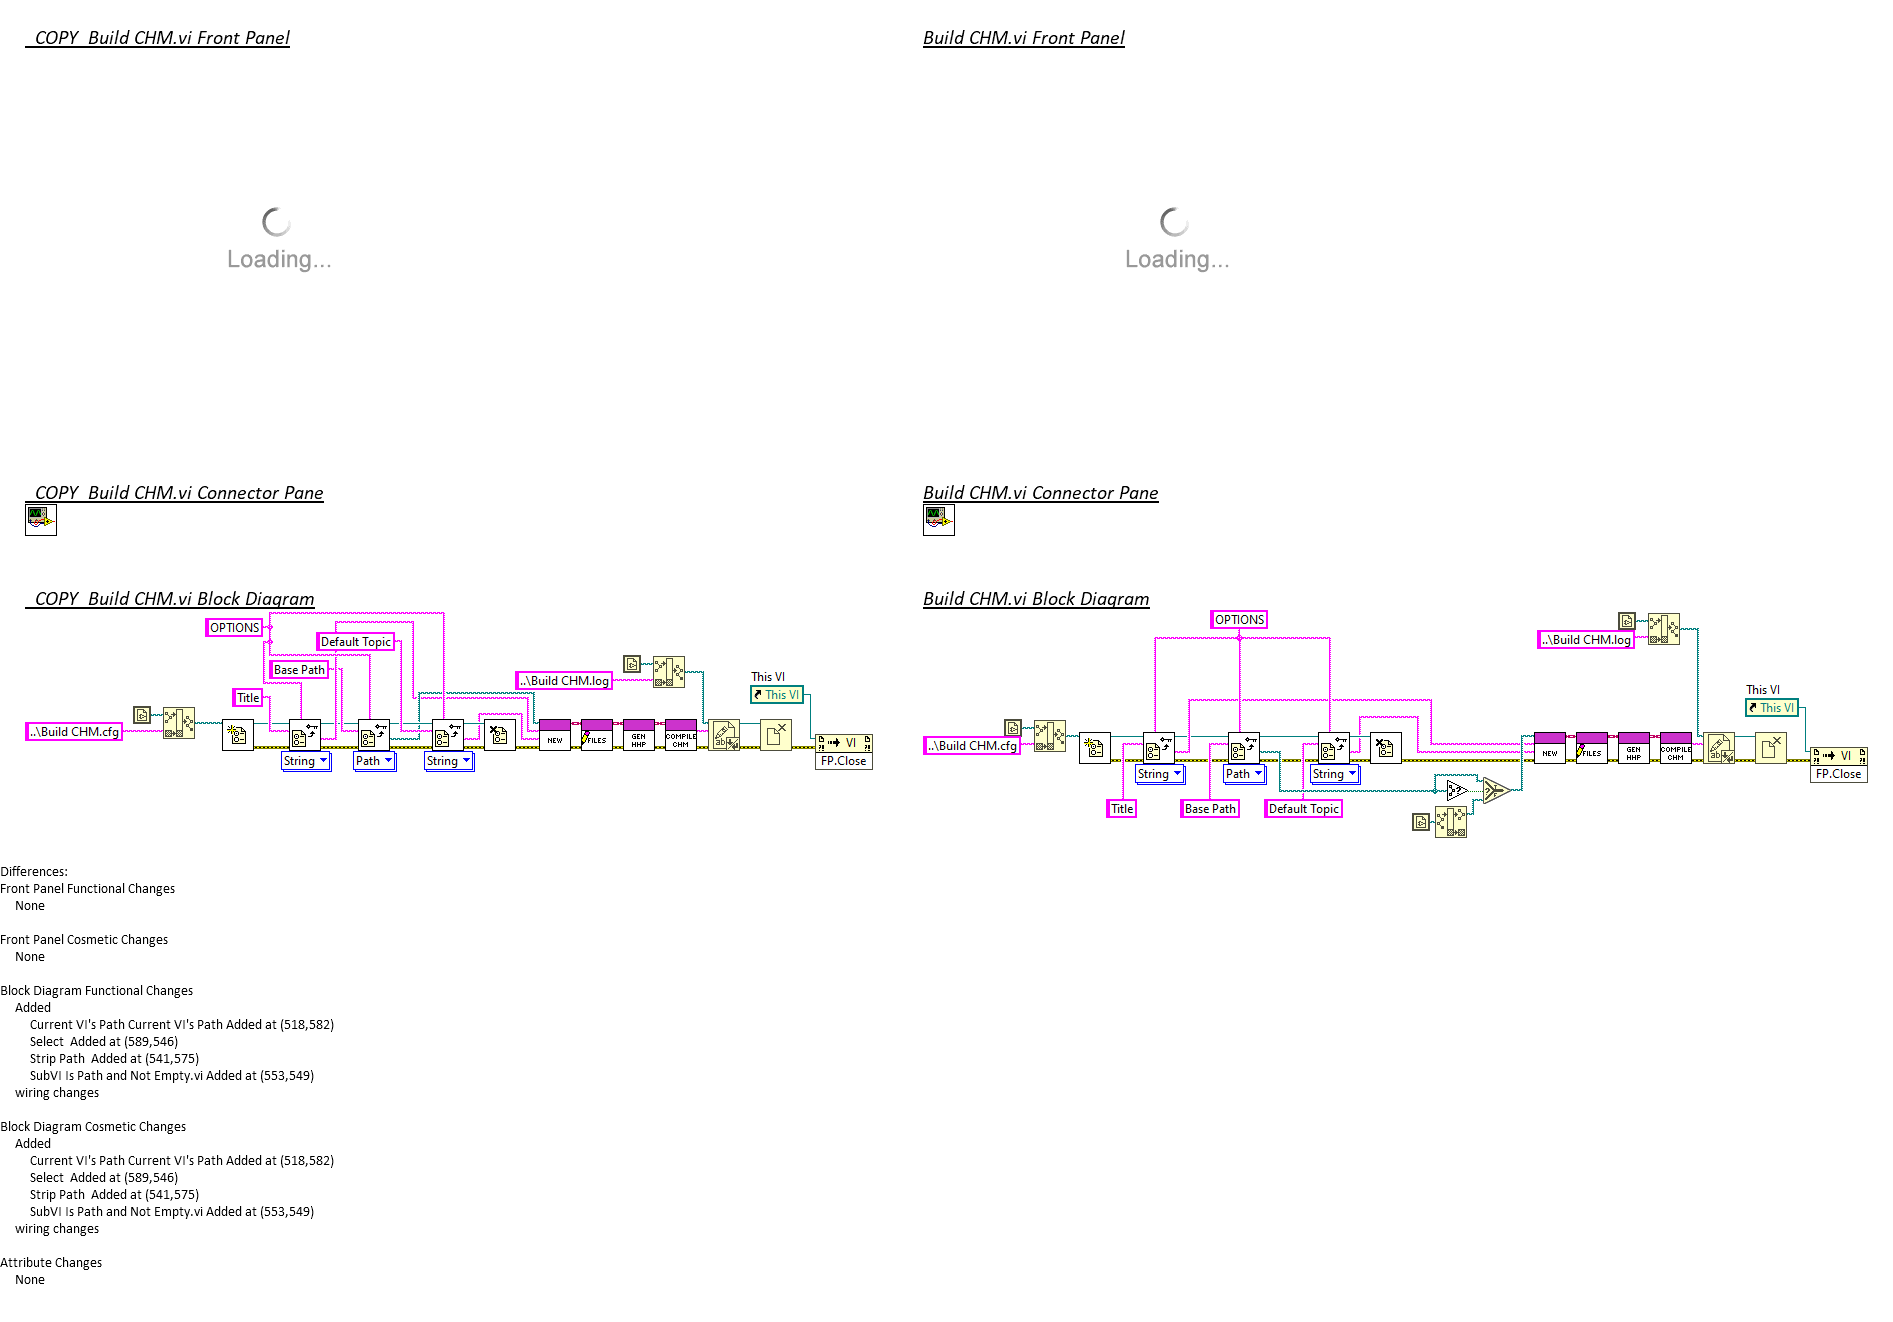 _COPY_Build CHM.vi Front Panel
Build CHM.vi Front Panel
Loading...
Loading...
_COPY_Build CHM.vi Connector Pane
Build CHM.vi Connector Pane
_COPY_Build CHM.vi Block Diagram
Build CHM.vi Block Diagram
OPTIONS
Default Topic
Base Path
..\Build CHM.log
This VI
This VI
Title
..\Build CHM.cfg
NEW
FILES
GEN HHP
COMPILE CHM
VI
String
Path
String
FP.Close
OPTIONS
..\Build CHM.log
This VI
This VI
..\Build CHM.cfg
NEW
FILES
GEN HHP
COMPILE CHM
VI
String
Path
String
FP.Close
Title
Base Path
Default Topic
Differences:
Front Panel Functional Changes
None
Front Panel Cosmetic Changes
None
Block Diagram Functional Changes
Added
Current VI's Path Current VI's Path Added at (518,582)
Select  Added at (589,546)
Strip Path  Added at (541,575)
SubVI Is Path and Not Empty.vi Added at (553,549)
wiring changes
Block Diagram Cosmetic Changes
Added
Current VI's Path Current VI's Path Added at (518,582)
Select  Added at (589,546)
Strip Path  Added at (541,575)
SubVI Is Path and Not Empty.vi Added at (553,549)
wiring changes
Attribute Changes
None